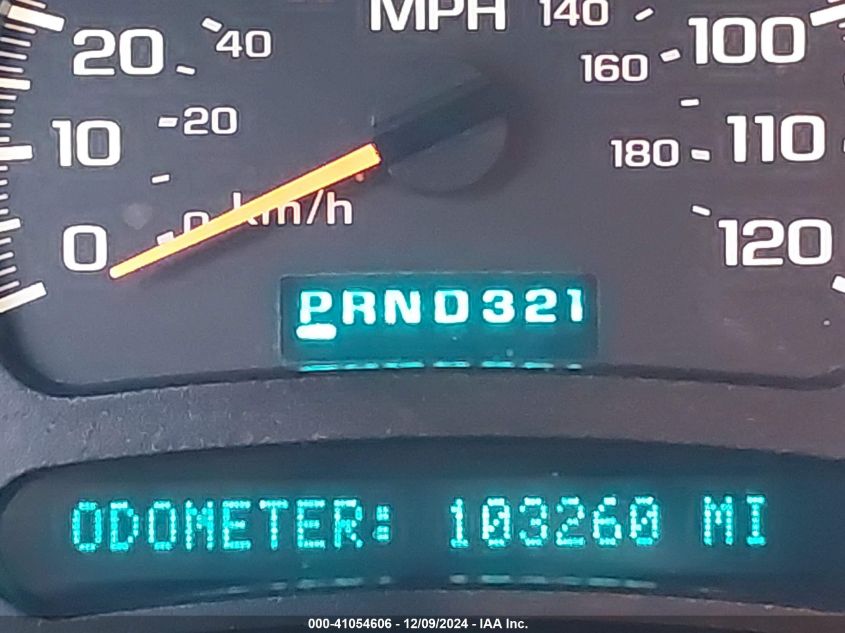 MPH 140
20 40 160 100
10 20 180 110
0 0 km/h 120
PRND321
ODOMETER: 103260 MI
000-41054606 - 12/09/2024 - IAA Inc.